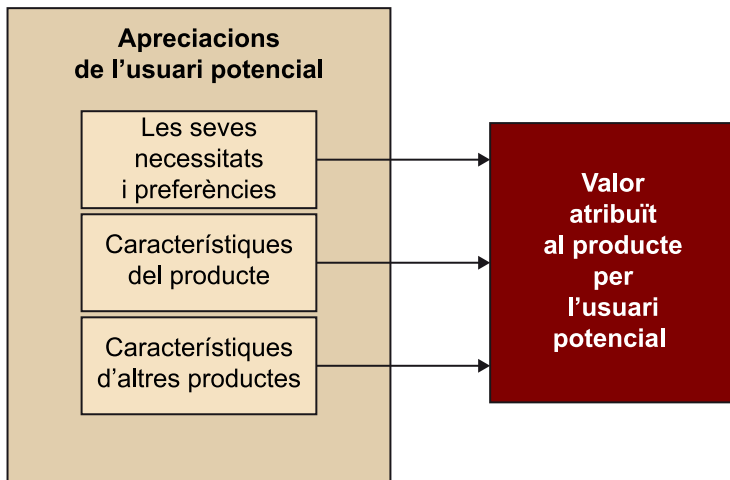 Apreciacions
de l’usuari potencial
Les seves
necessitats
i preferències
Característiques
del producte
Característiques
d’altres productes
Valor
atribuït
al producte
per
l’usuari
potencial